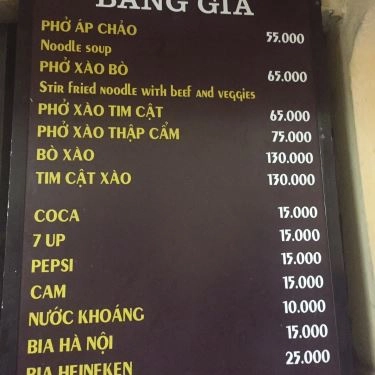 BẢNG GIÁ
PHỞ ÁP CHẢO 55.000
Noodle soup
PHỞ XÀO BÒ 65.000
Stir fried noodle with beef and veggies
PHỞ XÀO TIM CẬT 65.000
PHỞ XÀO THẬP CẨM 75.000
BÒ XÀO 130.000
TIM CẬT XÀO 130.000
COCA 15.000
7 UP 15.000
PEPSI 15.000
CAM 15.000
NƯỚC KHOÁNG 10.000
BIA HÀ NỘI 15.000
BIA HEINEKEN 25.000